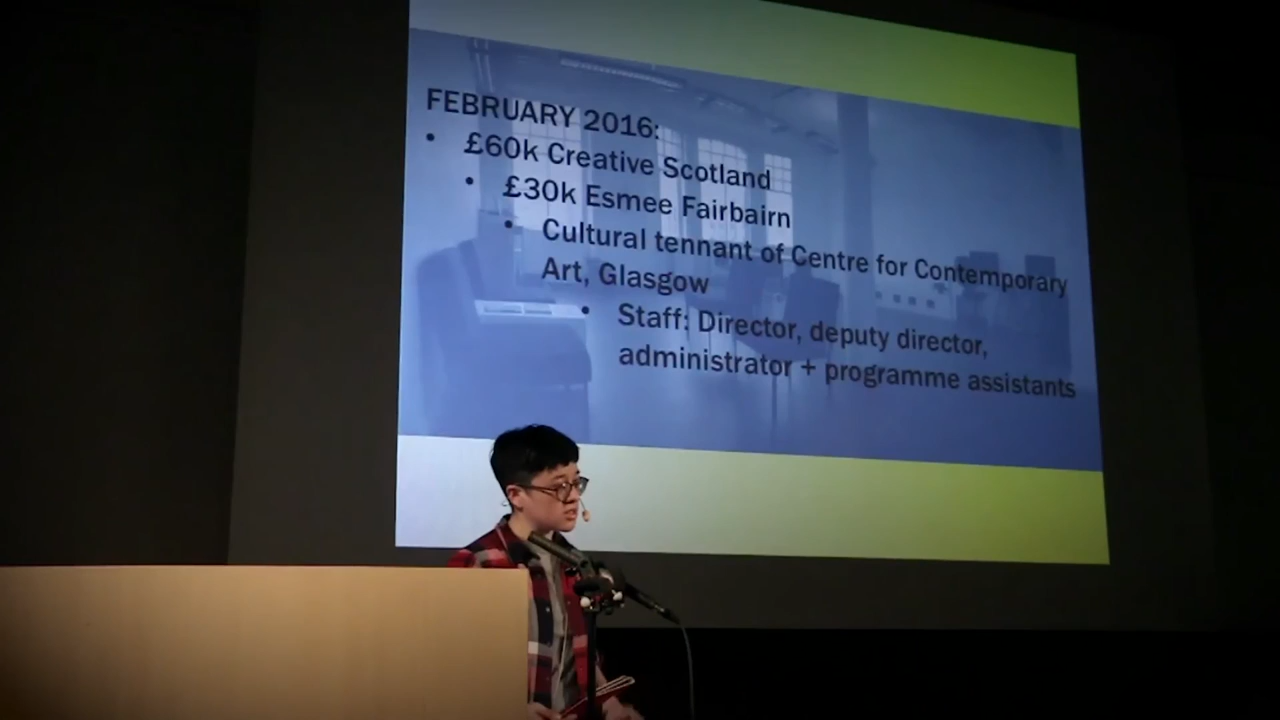 FEBRUARY 2016:
• £60k Creative Scotland
• £30k Esmee Fairbairn
• Cultural tennant of Centre for Contemporary
Art, Glasgow
• Staff: Director, deputy director,
administrator + programme assistants